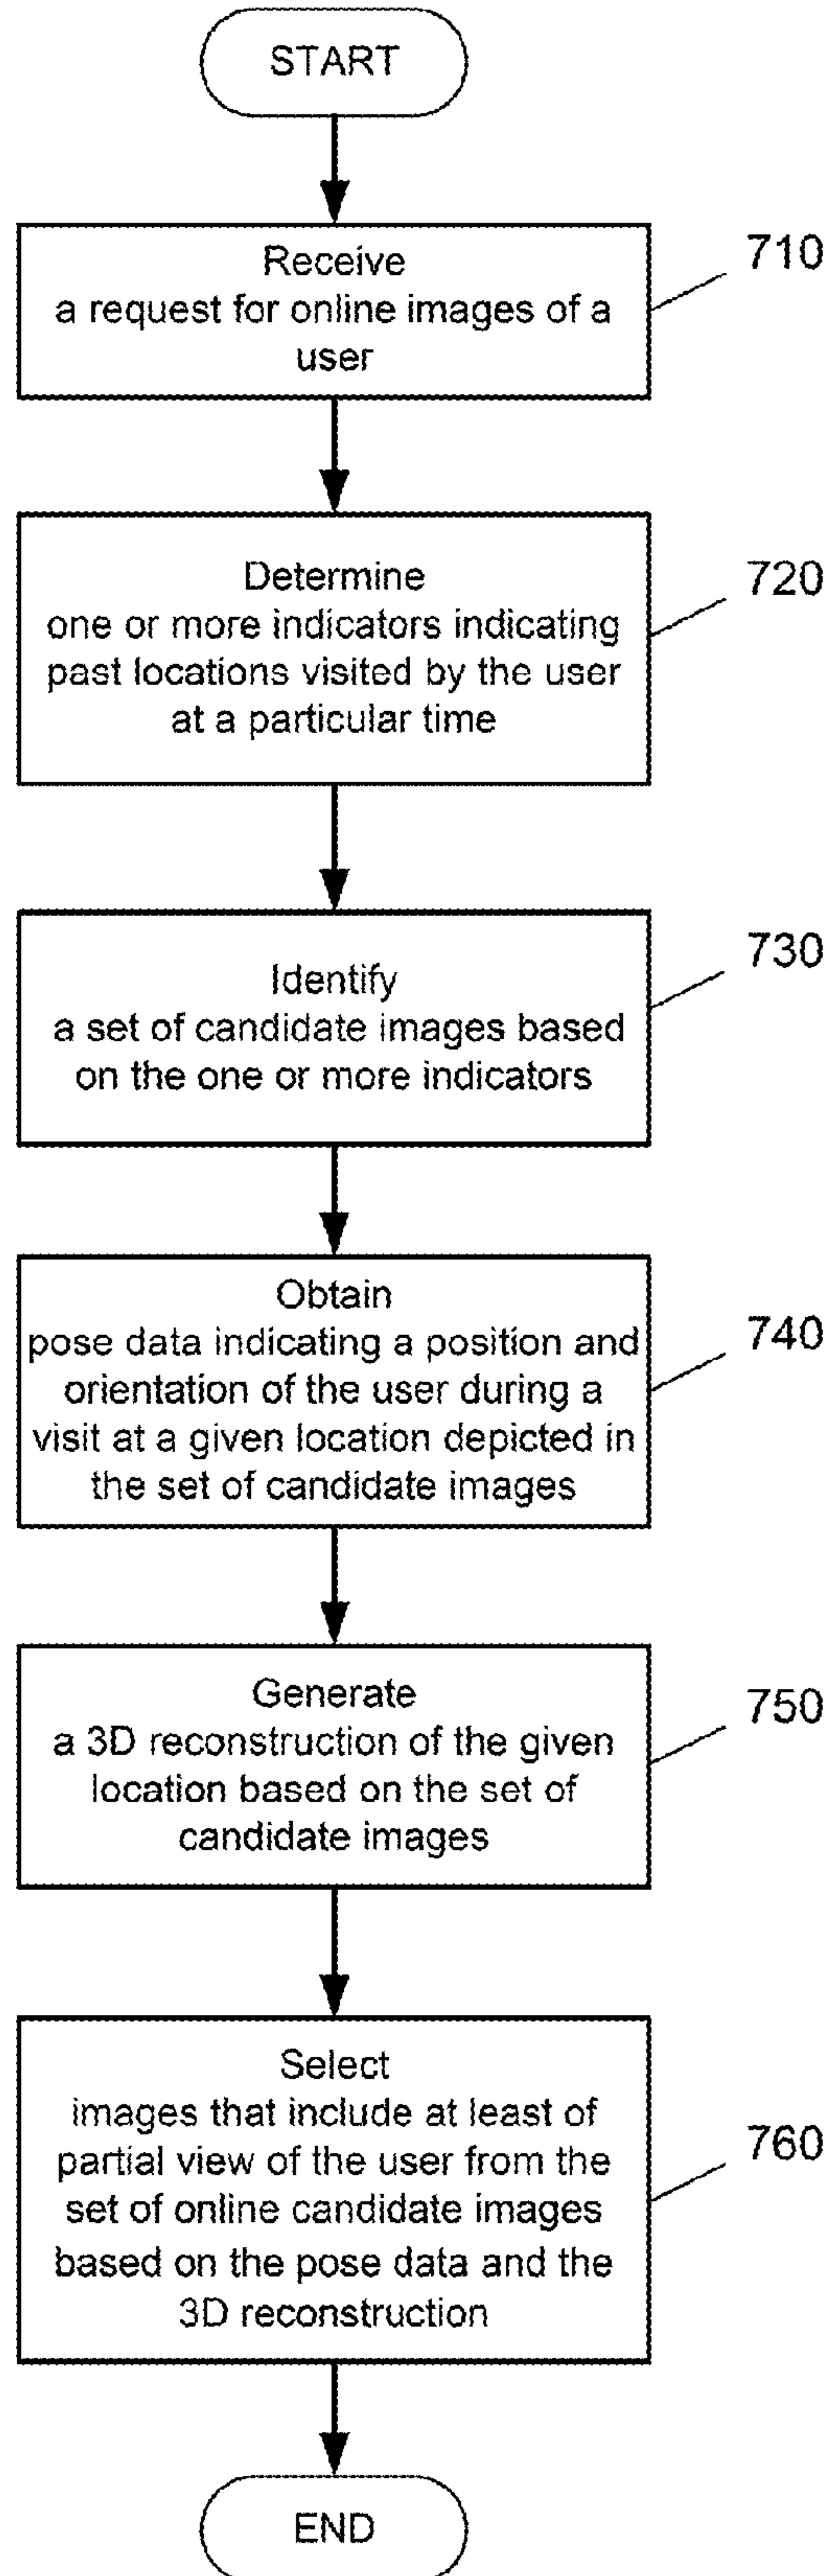 START
Receive
a request for online images of a
user
710
Determine
one or more indicators indicating
past locations visited by the user
at a particular time
720
Identify
a set of candidate images based
on the one or more indicators
730
Obtain
pose data indicating a position and
orientation of the user during a
visit at a given location depicted in
the set of candidate images
740
Generate
a 3D reconstruction of the given
location based on the set of
candidate images
750
Select
images that include at least of
partial view of the user from the
set of online candidate images
based on the pose data and the
3D reconstruction
760
END